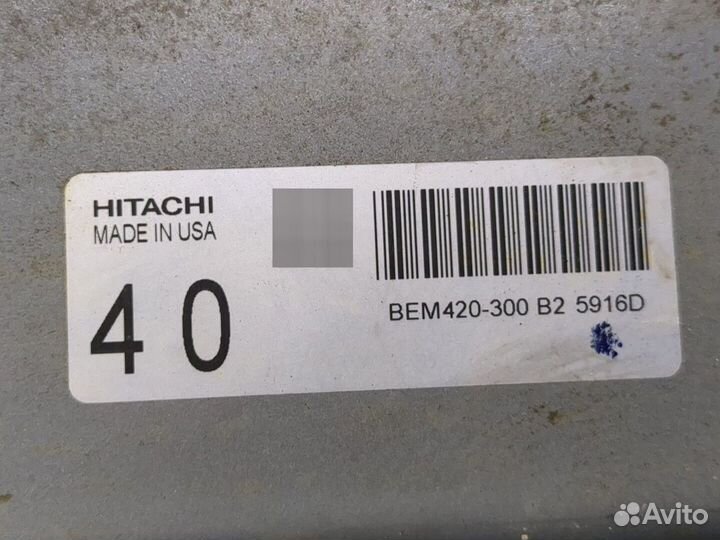 HITACHI
MADE IN USA
40
BEM420-300 B2 5916D
Avito